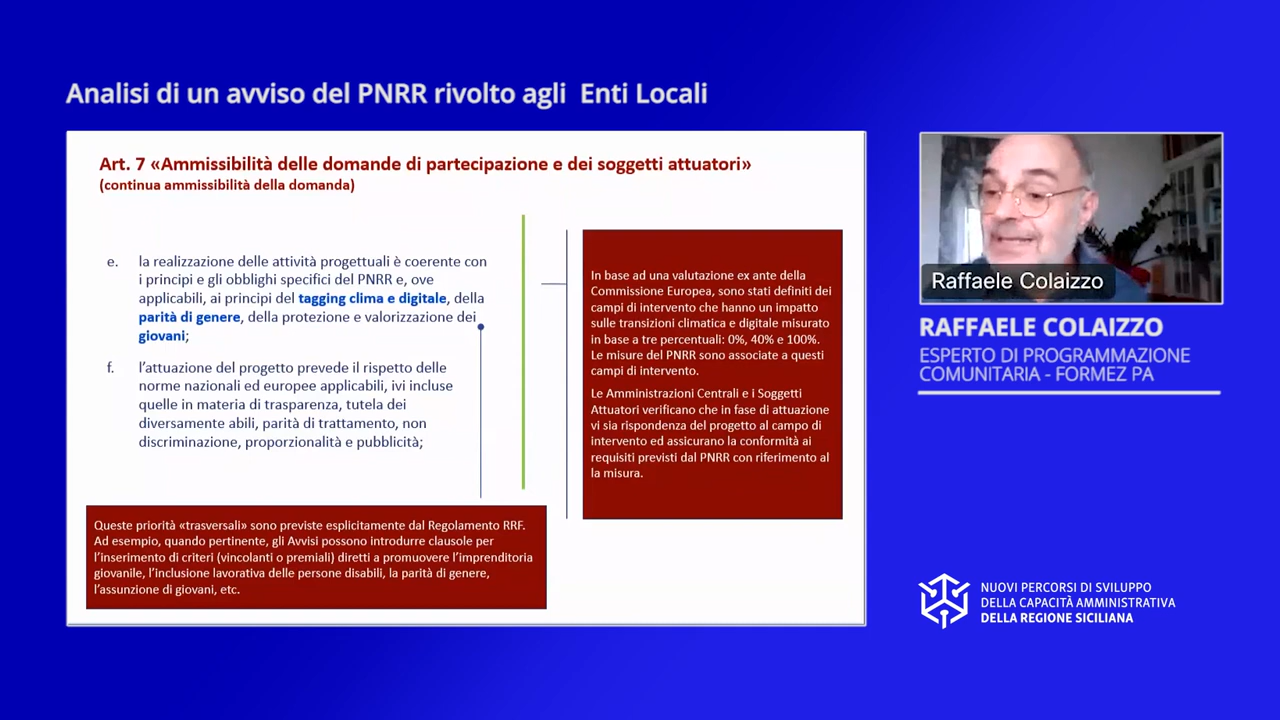 Analisi di un avviso del PNRR rivolto agli Enti Locali
Art. 7 «Ammissibilità delle domande di partecipazione e dei soggetti attuatori»
(continua ammissibilità della domanda)
e. la realizzazione delle attività progettuali è coerente con
i principi e gli obblighi specifici del PNRR e, ove
applicabili, ai principi del tagging clima e digitale, della
parità di genere, della protezione e valorizzazione dei
giovani;
f. l’attuazione del progetto prevede il rispetto delle
norme nazionali ed europee applicabili, ivi incluse
quelle in materia di trasparenza, tutela dei
diversamente abili, parità di trattamento, non
discriminazione, proporzionalità e pubblicità;
Queste priorità «trasversali» sono previste esplicitamente dal Regolamento RRF.
Ad esempio, quando pertinente, gli Avvisi possono introdurre clausole per
l’inserimento di criteri (vincolanti o premiali) diretti a promuovere l’imprenditoria
giovanile, l’inclusione lavorativa delle persone disabili, la parità di genere,
l’assunzione di giovani, etc.
In base ad una valutazione ex ante della
Commissione Europea, sono stati definiti dei
campi di intervento che hanno un impatto
sulle transizioni climatica e digitale misurato
in base a tre percentuali: 0%, 40% e 100%.
Le misure del PNRR sono associate a questi
campi di intervento.
Le Amministrazioni Centrali e i Soggetti
Attuatori verificano che in fase di attuazione
vi sia rispondenza del progetto al campo di
intervento ed assicurano la conformità ai
requisiti previsti dal PNRR con riferimento al
la misura.
Raffaele Colaizzo
RAFFAELE COLAIZZO
ESPERTO DI PROGRAMMAZIONE
COMUNITARIA - FORMEZ PA
NUOVI PERCORSI DI SVILUPPO
DELLA CAPACITÀ AMMINISTRATIVA
DELLA REGIONE SICILIANA